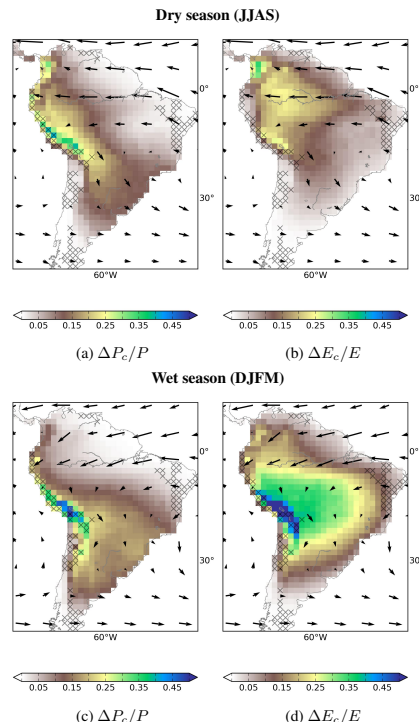 Dry season (JJAS)
0° 0°
30° 30°
60°W 60°W
0.05 0.15 0.25 0.35 0.45 0.05 0.15 0.25 0.35 0.45
(a) ΔP_c/P (b) ΔE_c/E
Wet season (DJFM)
0° 0°
30° 30°
60°W 60°W
0.05 0.15 0.25 0.35 0.45 0.05 0.15 0.25 0.35 0.45
(c) ΔP_c/P (d) ΔE_c/E